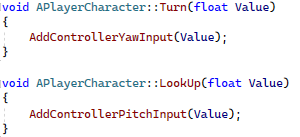 void APlayerCharacter::Turn(float Value)
{
    AddControllerYawInput(Value);
}

void APlayerCharacter::LookUp(float Value)
{
    AddControllerPitchInput(Value);
}